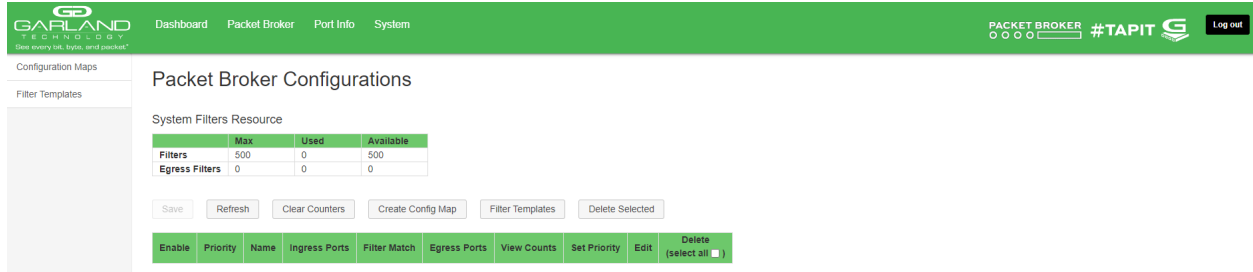 GARLAND
TECHNOLOGY
See every bit, byte, and packet.®
Dashboard Packet Broker Port Info System
PACKET BROKER
#TAPIT
Log out
Configuration Maps
Filter Templates
Packet Broker Configurations
System Filters Resource
Max Used Available
Filters 500 0 500
Egress Filters 0 0 0
Save Refresh Clear Counters Create Config Map Filter Templates Delete Selected
Enable Priority Name Ingress Ports Filter Match Egress Ports View Counts Set Priority Edit Delete
(select all )